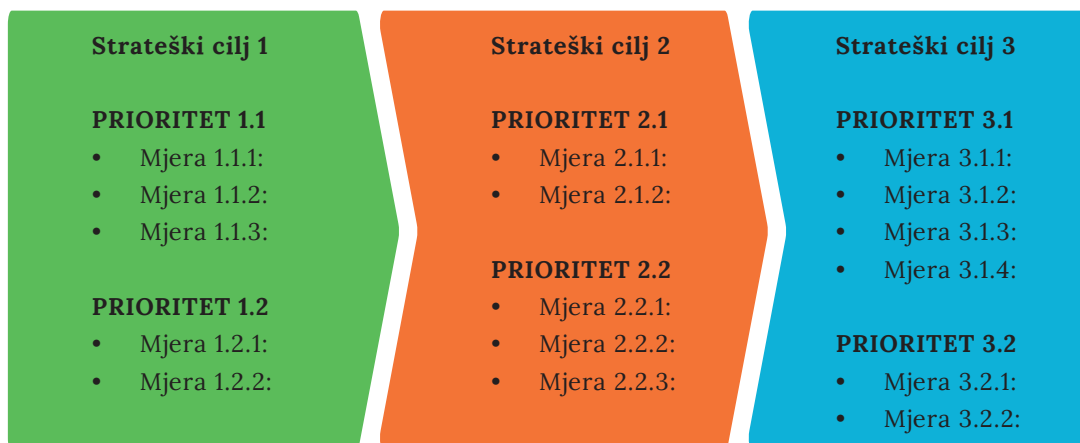 Strateški cilj 1
PRIORITET 1.1
• Mjera 1.1.1:
• Mjera 1.1.2:
• Mjera 1.1.3:
PRIORITET 1.2
• Mjera 1.2.1:
• Mjera 1.2.2:
Strateški cilj 2
PRIORITET 2.1
• Mjera 2.1.1:
• Mjera 2.1.2:
PRIORITET 2.2
• Mjera 2.2.1:
• Mjera 2.2.2:
• Mjera 2.2.3:
Strateški cilj 3
PRIORITET 3.1
• Mjera 3.1.1:
• Mjera 3.1.2:
• Mjera 3.1.3:
• Mjera 3.1.4:
PRIORITET 3.2
• Mjera 3.2.1:
• Mjera 3.2.2: